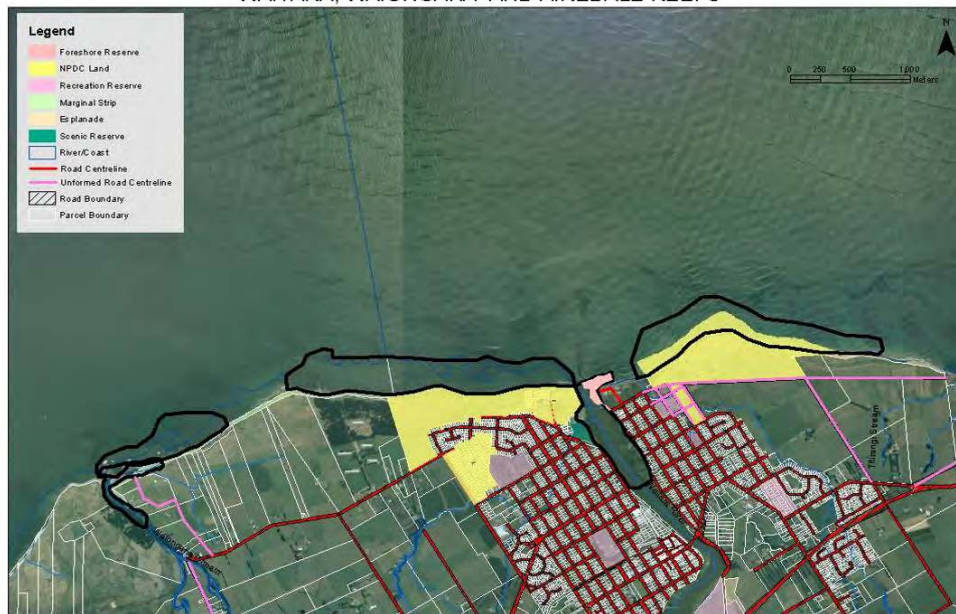 Legend
Foreshore Reserve
NPDC Land
Recreation Reserve
Marginal Strip
Esplanade
Scenic Reserve
River/Coast
Road Centreline
Unformed Road Centreline
Road Boundary
Parcel Boundary
N
0 250 500 1,000
Meters
Stream